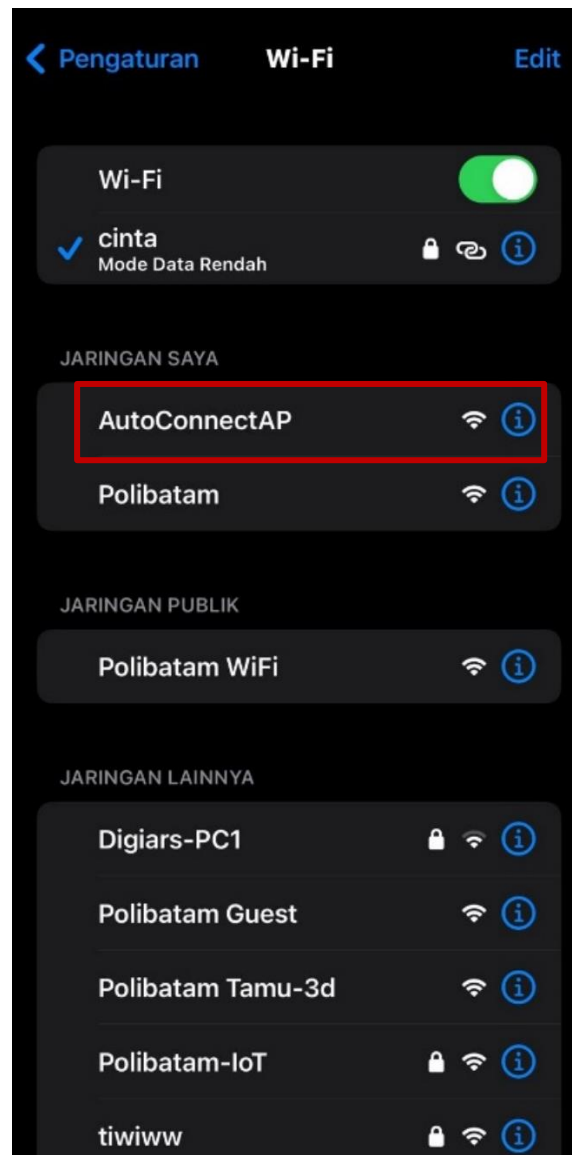 Pengaturan Wi-Fi Edit
Wi-Fi
cinta
Mode Data Rendah
JARINGAN SAYA
AutoConnectAP
Polibatam
JARINGAN PUBLIK
Polibatam WiFi
JARINGAN LAINNYA
Digiars-PC1
Polibatam Guest
Polibatam Tamu-3d
Polibatam-IoT
tiwiww